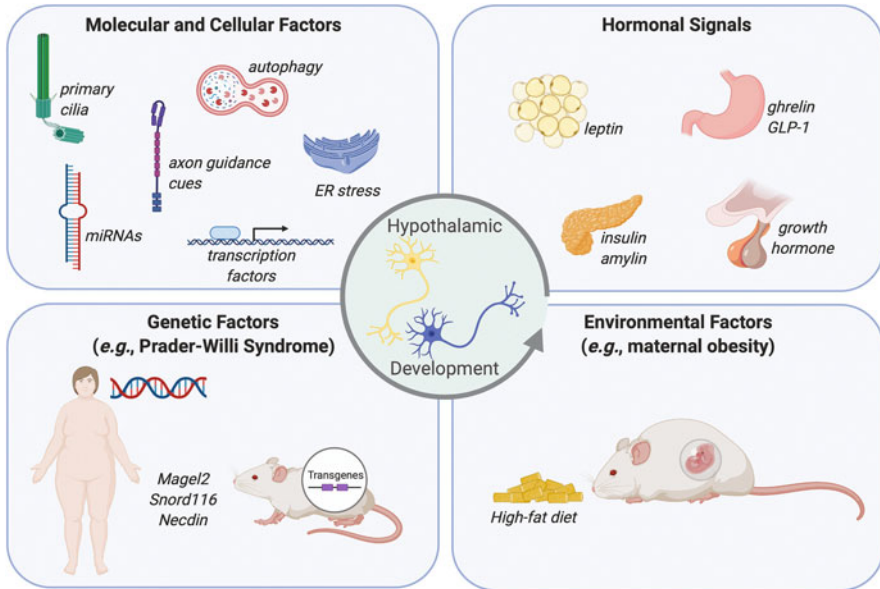 Molecular and Cellular Factors
primary
cilia
autophagy
axon guidance
cues
ER stress
miRNAs
transcription
factors
Hormonal Signals
leptin
ghrelin
GLP-1
insulin
amylin
growth
hormone
Hypothalamic
Development
Genetic Factors
(e.g., Prader-Willi Syndrome)
Magel2
Snord116
Necdin
Transgenes
Environmental Factors
(e.g., maternal obesity)
High-fat diet